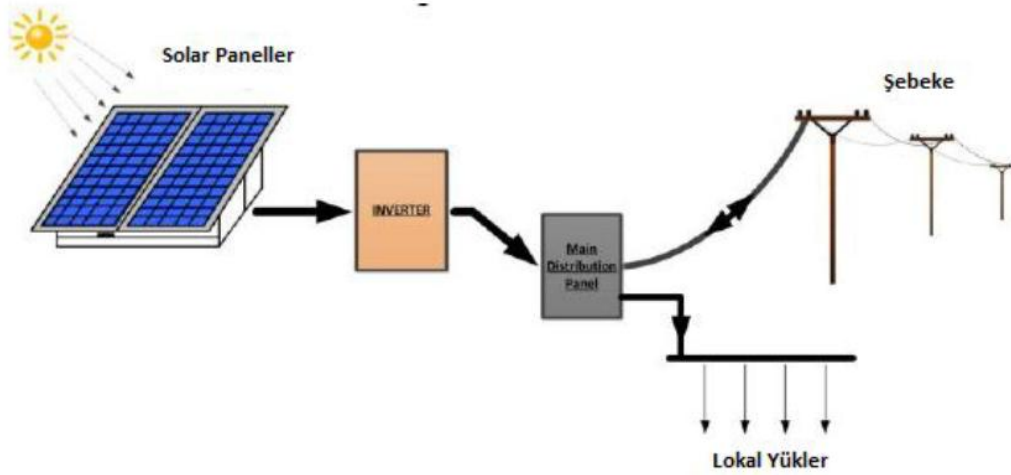 Solar Paneller
Şebeke
INVERTER
Main
Distribution
Panel
Lokal Yükler